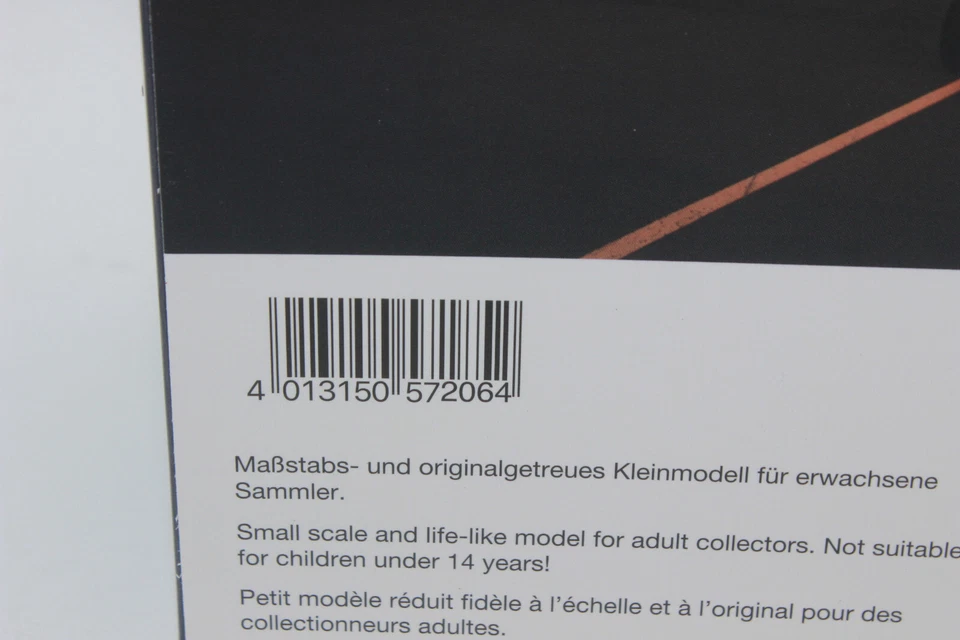 4 013150 572064
Maßstabs- und originalgetreues Kleinmodell für erwachsene
Sammler.
Small scale and life-like model for adult collectors. Not suitable
for children under 14 years!
Petit modèle réduit fidèle à l'échelle et à l'original pour des
collectionneurs adultes.